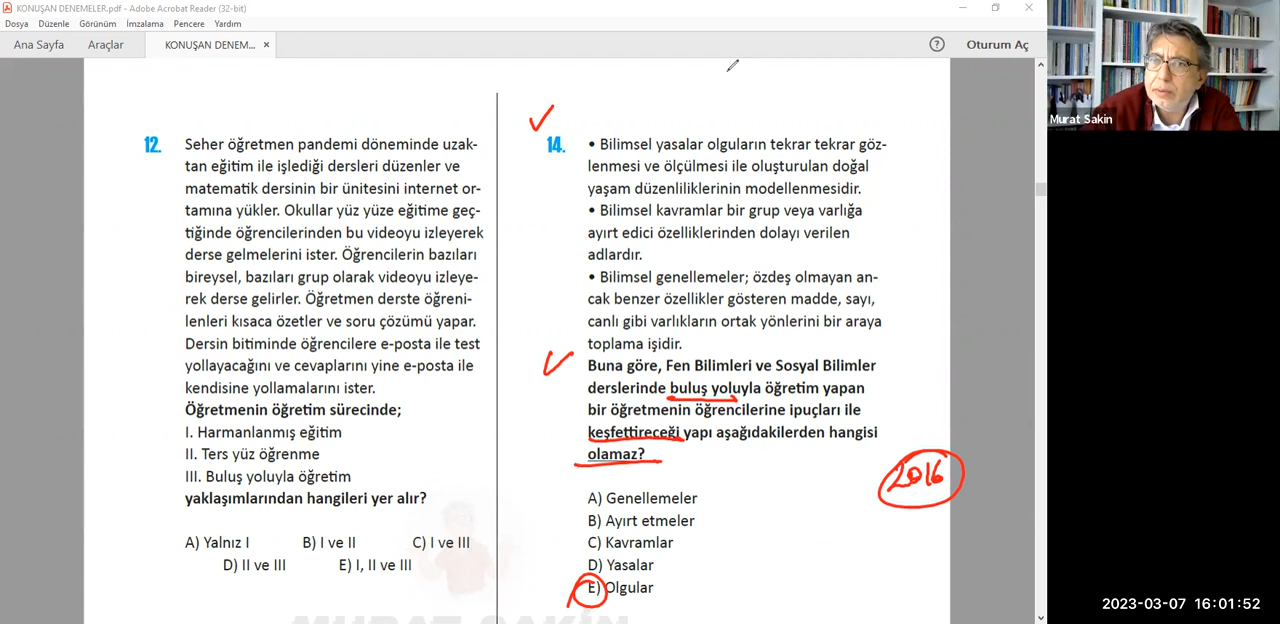 KONUŞAN DENEMELER.pdf - Adobe Acrobat Reader (32-bit)
Dosya Düzenle Görünüm İmzalama Pencere Yardım
Ana Sayfa Araçlar KONUŞAN DENEM... × ? Oturum Aç
Murat Sakin
12. Seher öğretmen pandemi döneminde uzak-
tan eğitim ile işlediği dersleri düzenler ve
matematik dersinin bir ünitesini internet or-
tamına yükler. Okullar yüz yüze eğitime geç-
tiğinde öğrencilerinden bu videoyu izleyerek
derse gelmelerini ister. Öğrencilerin bazıları
bireysel, bazıları grup olarak videoyu izleye-
rek derse gelirler. Öğretmen derste öğreni-
lenleri kısaca özetler ve soru çözümü yapar.
Dersin bitiminde öğrencilere e-posta ile test
yollayacağını ve cevaplarını yine e-posta ile
kendisine yollamalarını ister.
Öğretmenin öğretim sürecinde;
I. Harmanlanmış eğitim
II. Ters yüz öğrenme
III. Buluş yoluyla öğretim
yaklaşımlarından hangileri yer alır?
A) Yalnız I B) I ve II C) I ve III
D) II ve III E) I, II ve III
14. • Bilimsel yasalar olguların tekrar tekrar göz-
lenmesi ve ölçülmesi ile oluşturulan doğal
yaşam düzenliliklerinin modellenmesidir.
• Bilimsel kavramlar bir grup veya varlığa
ayırt edici özelliklerinden dolayı verilen
adlardır.
• Bilimsel genellemeler; özdeş olmayan an-
cak benzer özellikler gösteren madde, sayı,
canlı gibi varlıkların ortak yönlerini bir araya
toplama işidir.
Buna göre, Fen Bilimleri ve Sosyal Bilimler
derslerinde buluş yoluyla öğretim yapan
bir öğretmenin öğrencilerine ipuçları ile
keşfettireceği yapı aşağıdakilerden hangisi
olamaz?
2016
A) Genellemeler
B) Ayırt etmeler
C) Kavramlar
D) Yasalar
E) Olgular
MURAT SAKİN
2023-03-07 16:01:52